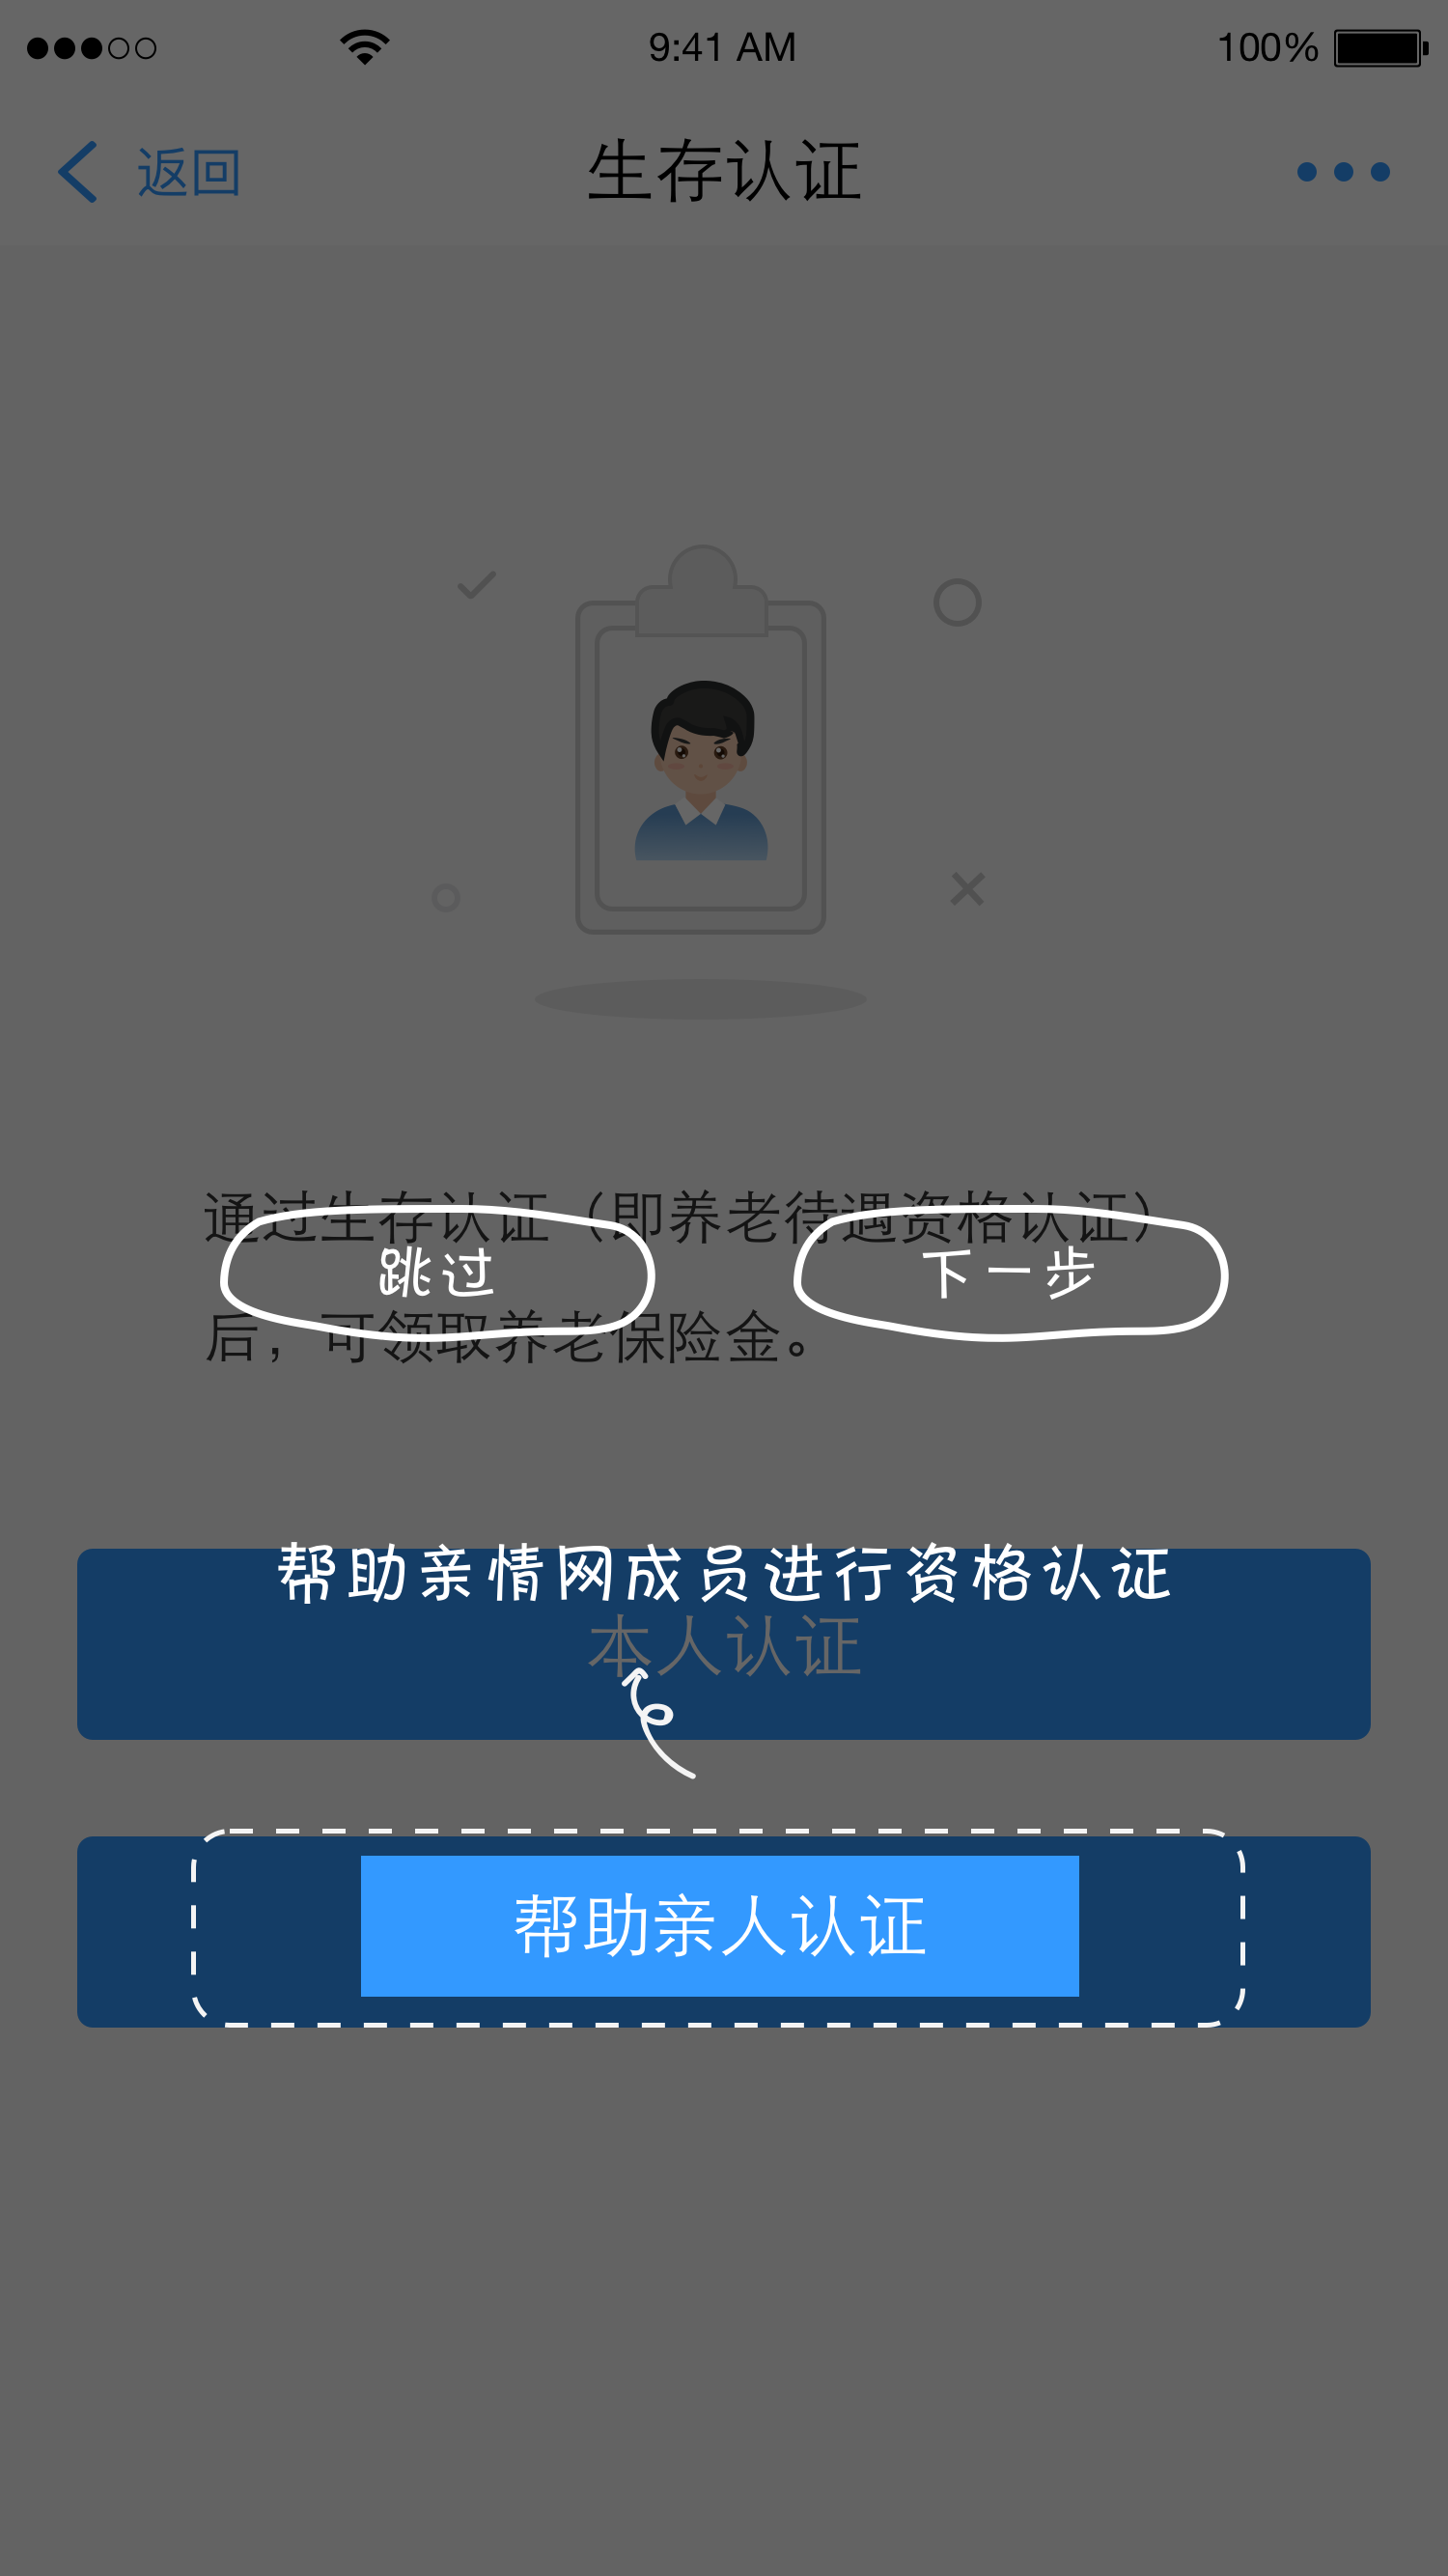 9:41 AM 100%
返回 生存认证
通过生存认证（即养老待遇资格认证）
跳过 下一步
后，可领取养老保险金。
帮助亲情网成员进行资格认证
本人认证
帮助亲人认证